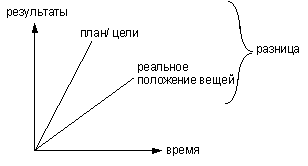 результаты
план/ цели
разница
реальное
положение вещей
время